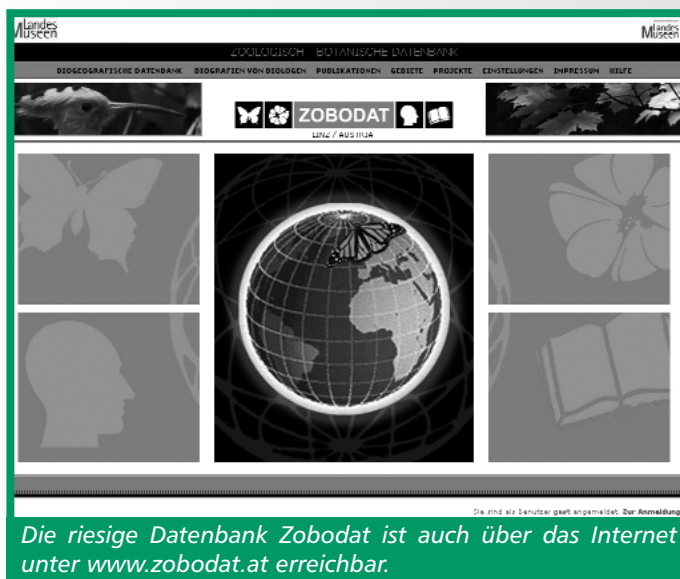 Landes
Museen
Landes
Museen
ZOOLOGISCH - BOTANISCHE DATENBANK
BIOGEOGRAFISCHE DATENBANK BIOGRAFIEN VON BIOLOGEN PUBLIKATIONEN GEBIETE PROJEKTE EINSTELLUNGEN IMPRESSUM HILFE
ZOBODAT
LINZ / AUSTRIA
Sie sind als Benutzer gast angemeldet. Zur Anmeldung
Die riesige Datenbank Zobodat ist auch über das Internet
unter www.zobodat.at erreichbar.